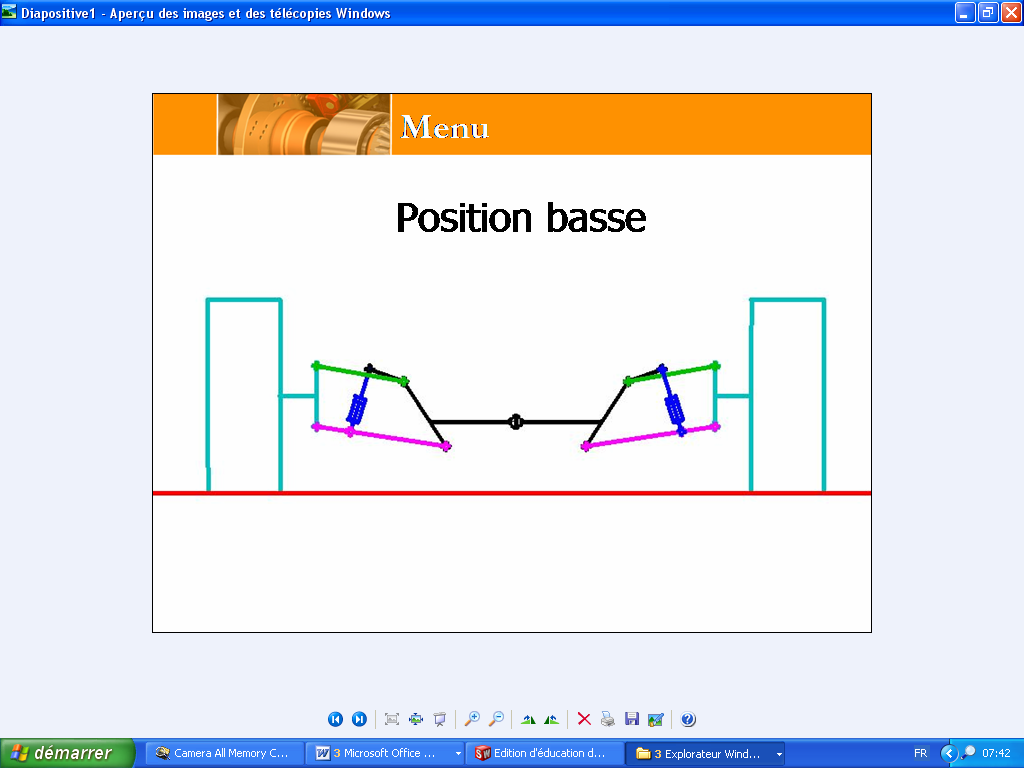 Diapositive1 - Aperçu des images et des télécopies Windows
Menu
Position basse
démarrer
Camera All Memory C...
3 Microsoft Office ...
Edition d'éducation d...
3 Explorateur Wind...
FR
07:42